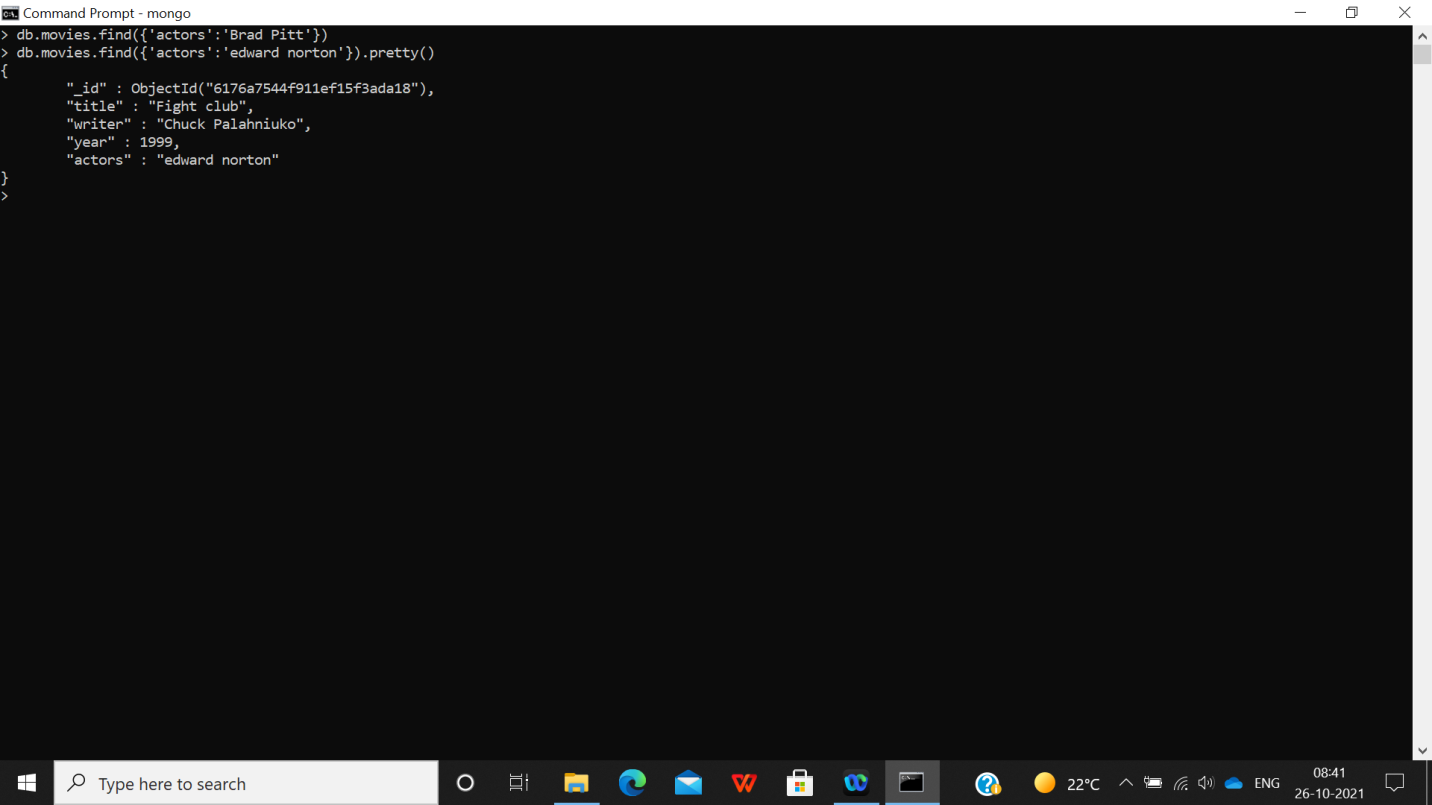 Command Prompt - mongo
> db.movies.find({'actors':'Brad Pitt'})
> db.movies.find({'actors':'edward norton'}).pretty()
{
        "_id" : ObjectId("6176a7544f911ef15f3ada18"),
        "title" : "Fight club",
        "writer" : "Chuck Palahniuko",
        "year" : 1999,
        "actors" : "edward norton"
}
>
Type here to search
22°C
ENG
08:41
26-10-2021